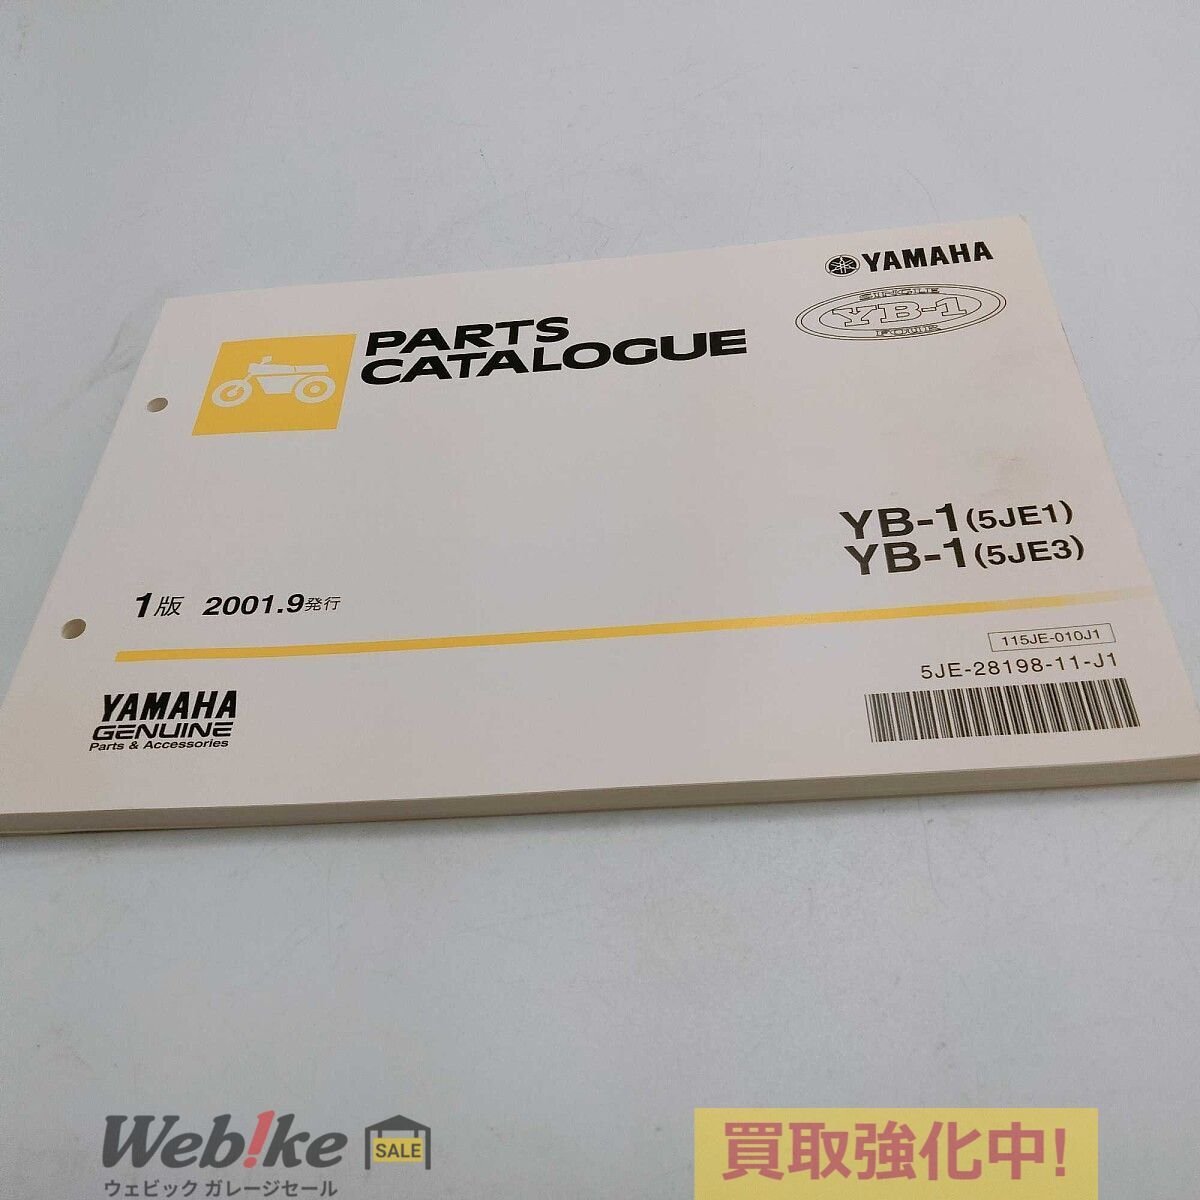 YAMAHA
SINGLE
YB-1
FOUR
PARTS
CATALOGUE
YB-1(5JE1)
YB-1(5JE3)
1版 2001.9発行
115JE-010J1
5JE-28198-11-J1
YAMAHA
GENUINE
Parts & Accessories
Web!ke
SALE
ウェビック ガレージセール
買取強化中!